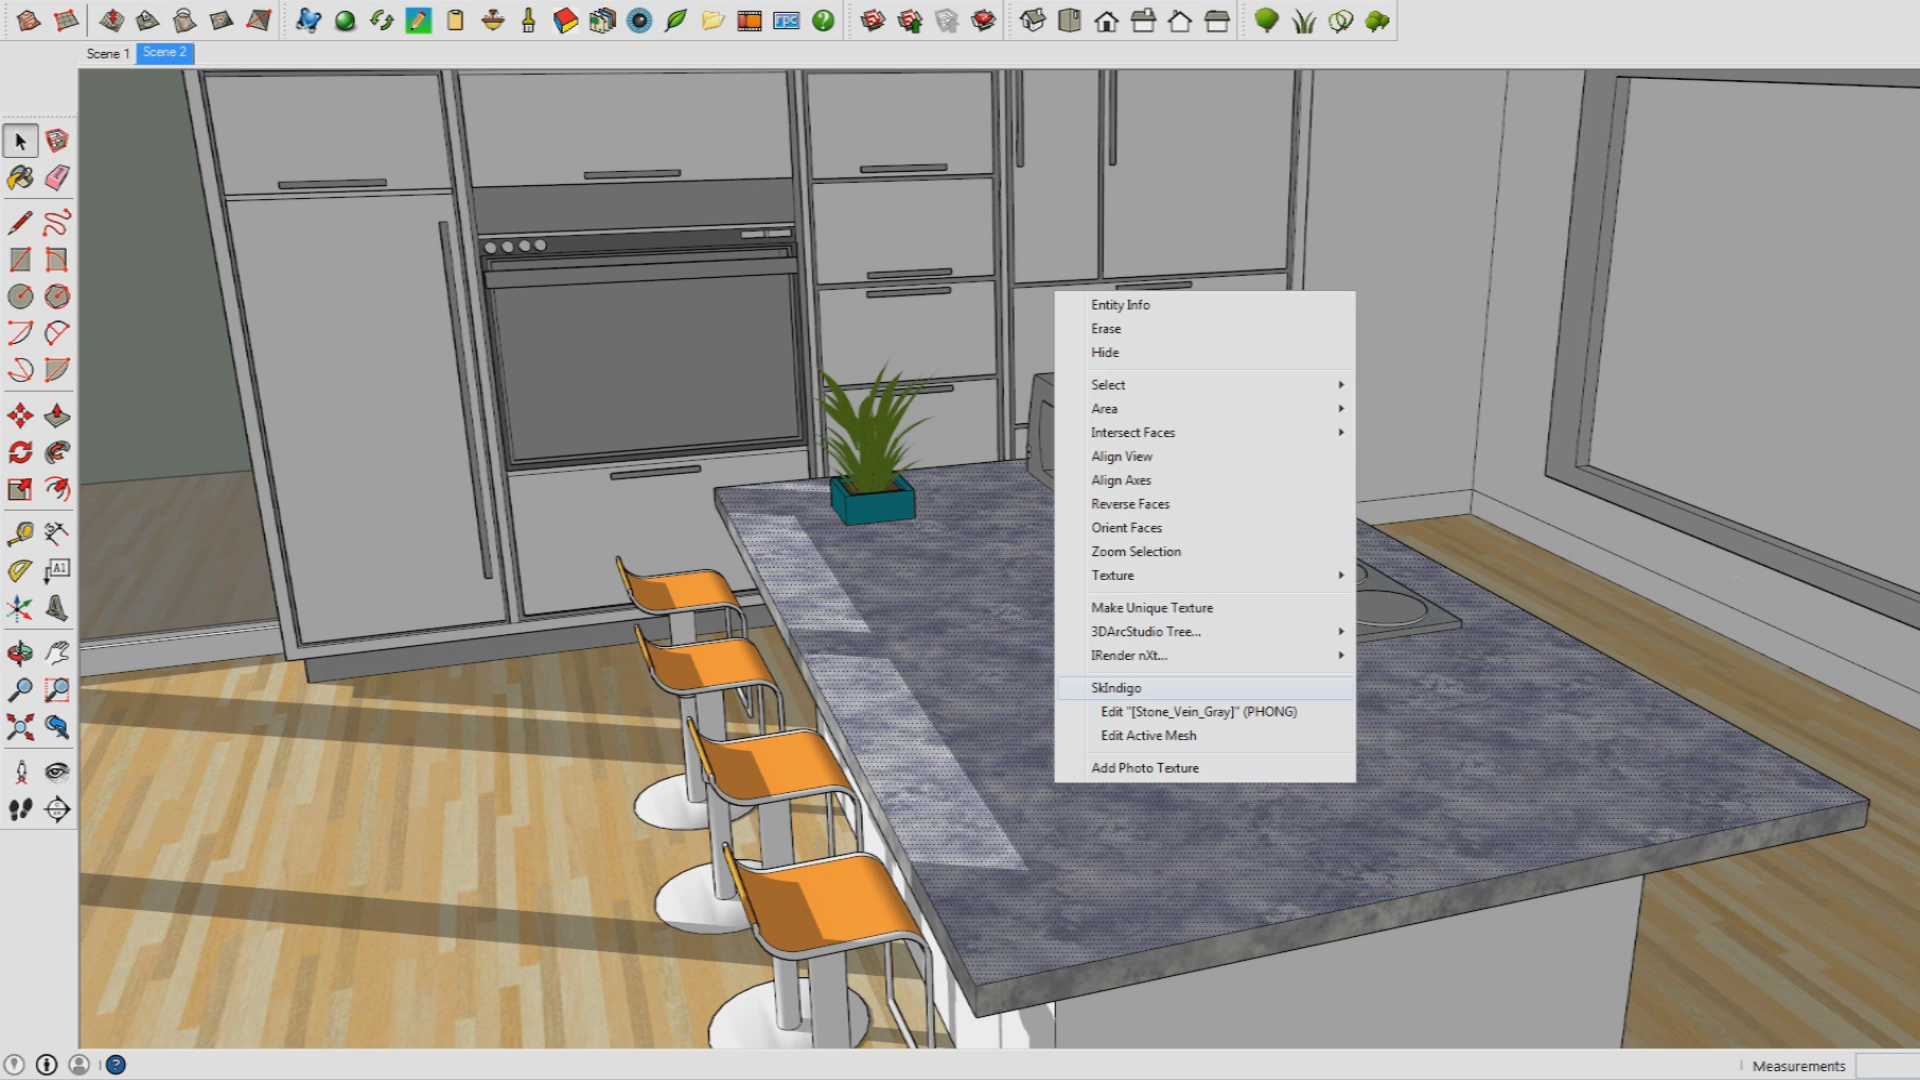 rpc
Scene 1
Scene 2
A1
Entity Info
Erase
Hide
Select
Area
Intersect Faces
Align View
Align Axes
Reverse Faces
Orient Faces
Zoom Selection
Texture
Make Unique Texture
3DArcStudio Tree...
IRender nXt...
SkIndigo
Edit "[Stone_Vein_Gray]" (PHONG)
Edit Active Mesh
Add Photo Texture
Measurements